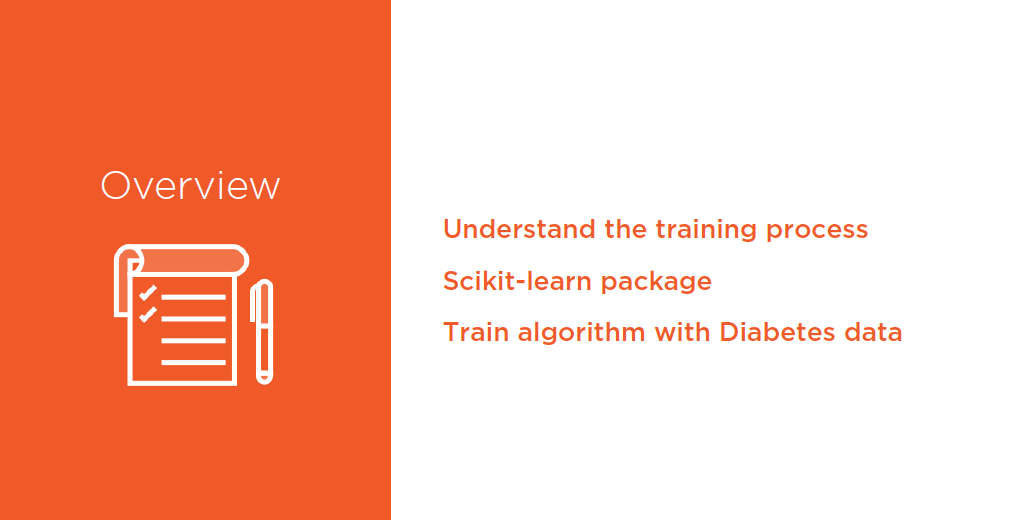 Overview
Understand the training process
Scikit-learn package
Train algorithm with Diabetes data